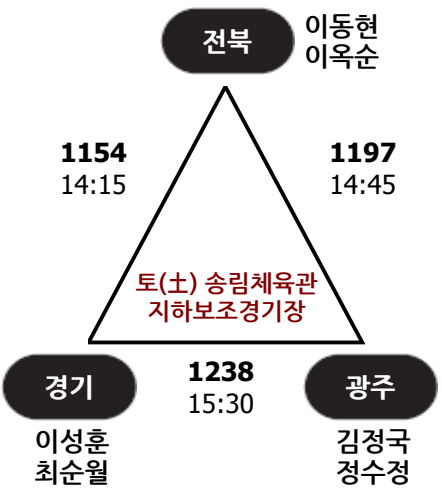 전북
이동현
이옥순
1154
14:15
1197
14:45
토(土) 송림체육관
지하보조경기장
경기
1238
15:30
광주
이성훈
최순월
김정국
정수정